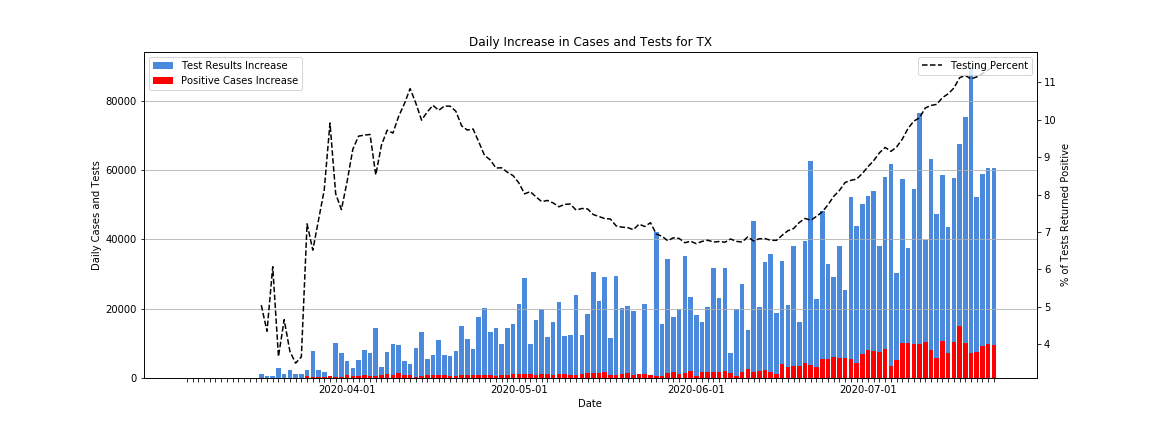 Daily Increase in Cases and Tests for TX
Test Results Increase
Positive Cases Increase
Testing Percent
80000
60000
40000
20000
0
Daily Cases and Tests
11
10
9
8
7
6
5
4
% of Tests Returned Positive
2020-04-01
2020-05-01
2020-06-01
2020-07-01
Date